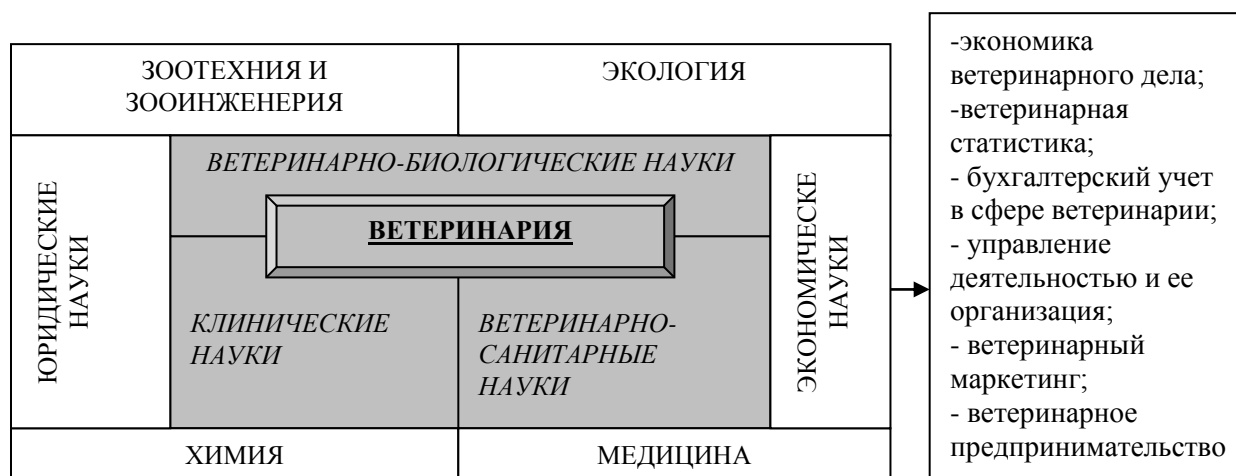 ЗООТЕХНИЯ И
ЗООИНЖЕНЕРИЯ
ЭКОЛОГИЯ
ЮРИДИЧЕСКИЕ
НАУКИ
ВЕТЕРИНАРНО-БИОЛОГИЧЕСКИЕ НАУКИ
ВЕТЕРИНАРИЯ
КЛИНИЧЕСКИЕ
НАУКИ
ВЕТЕРИНАРНО-
САНИТАРНЫЕ
НАУКИ
ЭКОНОМИЧЕСКЕ
НАУКИ
ХИМИЯ
МЕДИЦИНА
-экономика
ветеринарного дела;
-ветеринарная
статистика;
- бухгалтерский учет
в сфере ветеринарии;
- управление
деятельностью и ее
организация;
- ветеринарный
маркетинг;
- ветеринарное
предпринимательство